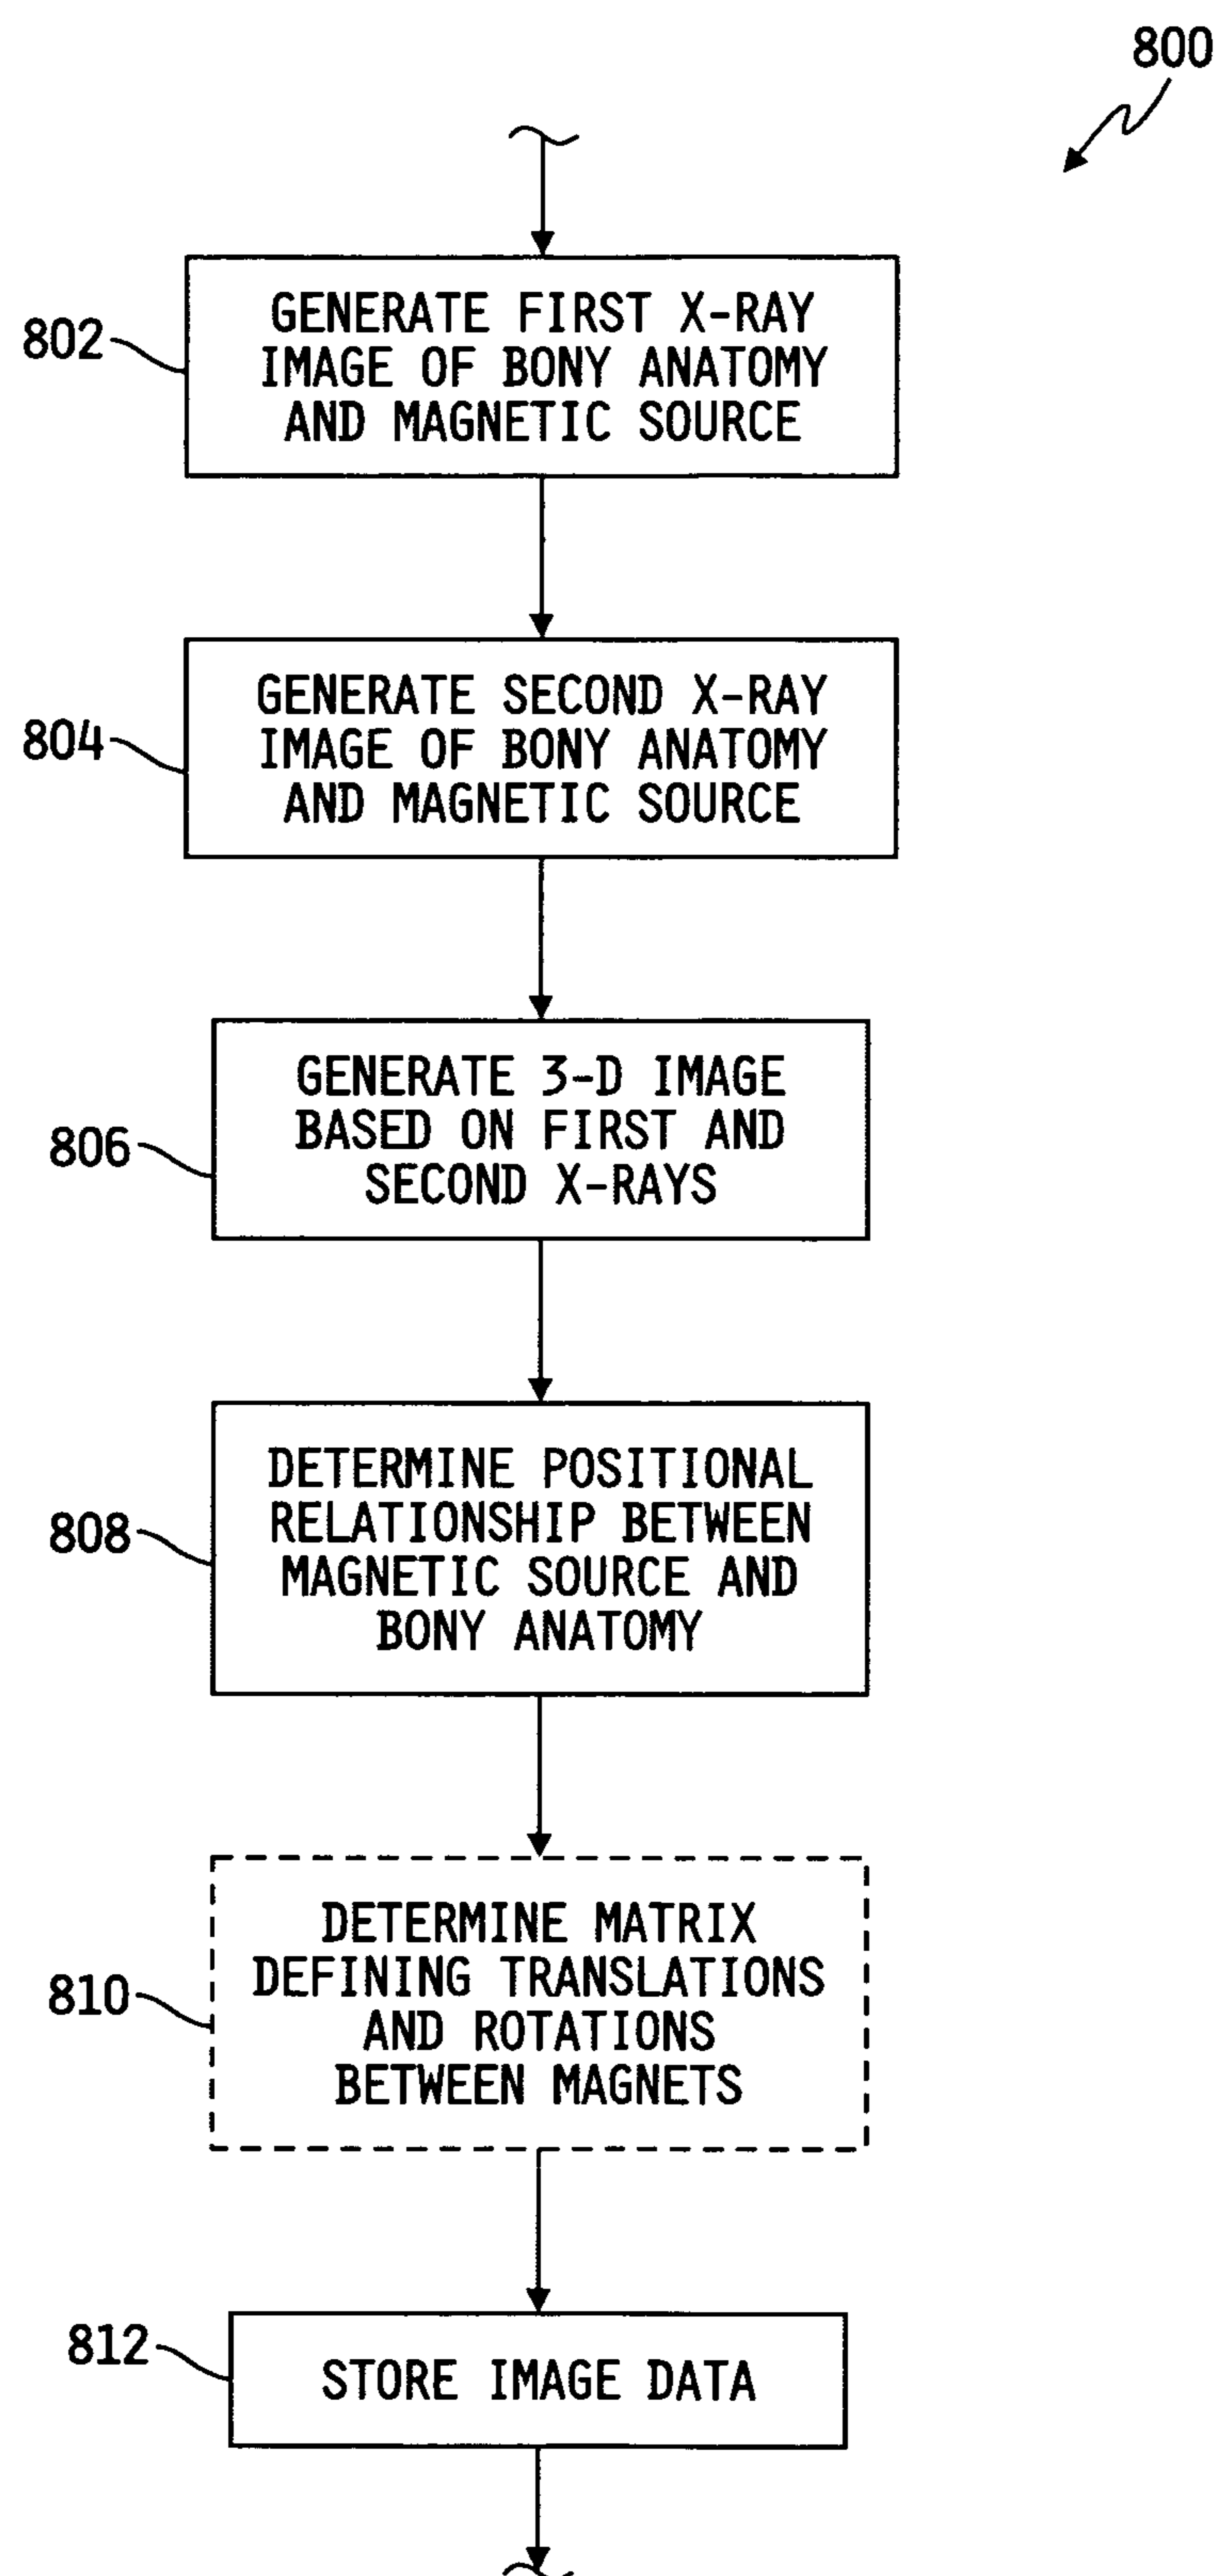 800
802
GENERATE FIRST X-RAY
IMAGE OF BONY ANATOMY
AND MAGNETIC SOURCE
804
GENERATE SECOND X-RAY
IMAGE OF BONY ANATOMY
AND MAGNETIC SOURCE
806
GENERATE 3-D IMAGE
BASED ON FIRST AND
SECOND X-RAYS
808
DETERMINE POSITIONAL
RELATIONSHIP BETWEEN
MAGNETIC SOURCE AND
BONY ANATOMY
810
DETERMINE MATRIX
DEFINING TRANSLATIONS
AND ROTATIONS
BETWEEN MAGNETS
812
STORE IMAGE DATA